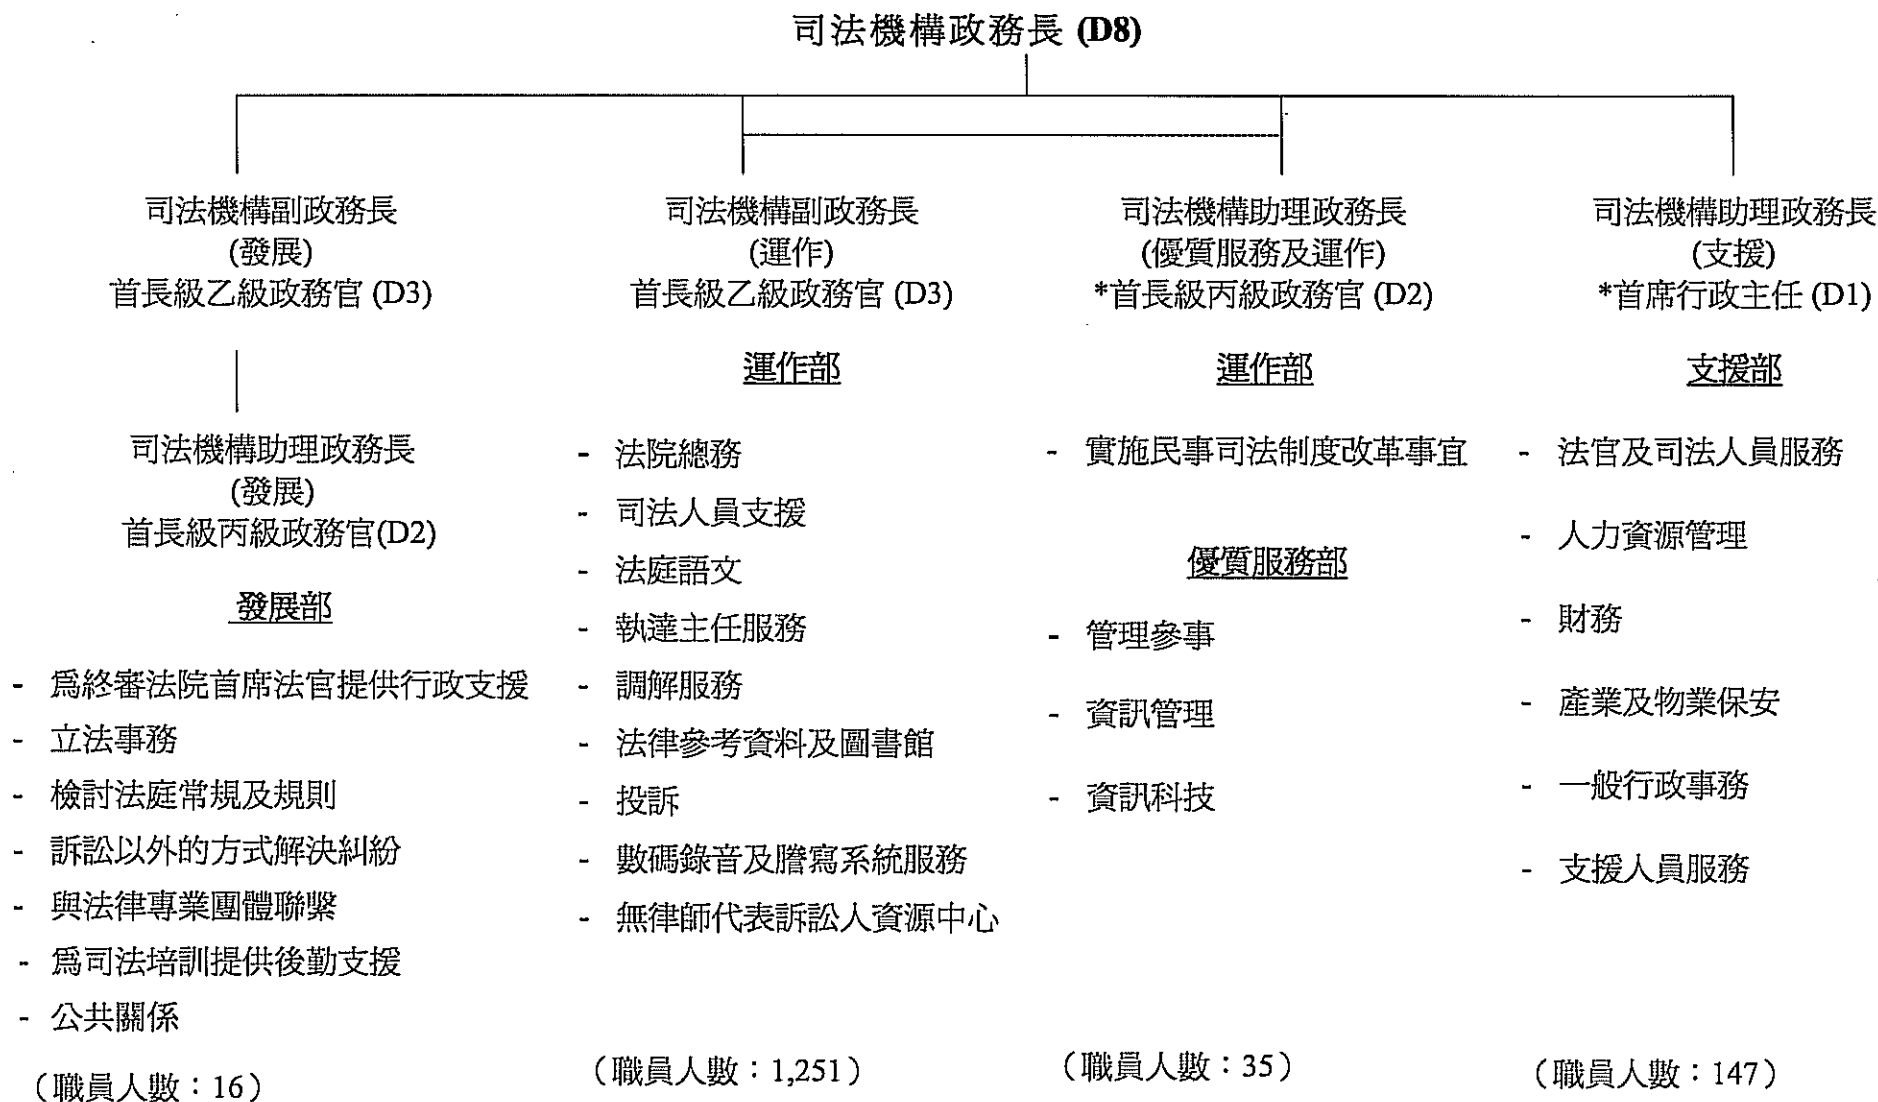 司法機構政務長 (D8)
司法機構副政務長
(發展)
首長級乙級政務官 (D3)
司法機構助理政務長
(發展)
首長級丙級政務官(D2)
發展部
- 爲終審法院首席法官提供行政支援
- 立法事務
- 檢討法庭常規及規則
- 訴訟以外的方式解決糾紛
- 與法律專業團體聯繫
- 爲司法培訓提供後勤支援
- 公共關係
（職員人數：16）
司法機構副政務長
(運作)
首長級乙級政務官 (D3)
運作部
- 法院總務
- 司法人員支援
- 法庭語文
- 執達主任服務
- 調解服務
- 法律參考資料及圖書館
- 投訴
- 數碼錄音及謄寫系統服務
- 無律師代表訴訟人資源中心
（職員人數：1,251）
司法機構助理政務長
(優質服務及運作)
*首長級丙級政務官 (D2)
運作部
- 實施民事司法制度改革事宜
優質服務部
- 管理參事
- 資訊管理
- 資訊科技
（職員人數：35）
司法機構助理政務長
(支援)
*首席行政主任 (D1)
支援部
- 法官及司法人員服務
- 人力資源管理
- 財務
- 產業及物業保安
- 一般行政事務
- 支援人員服務
（職員人數：147）